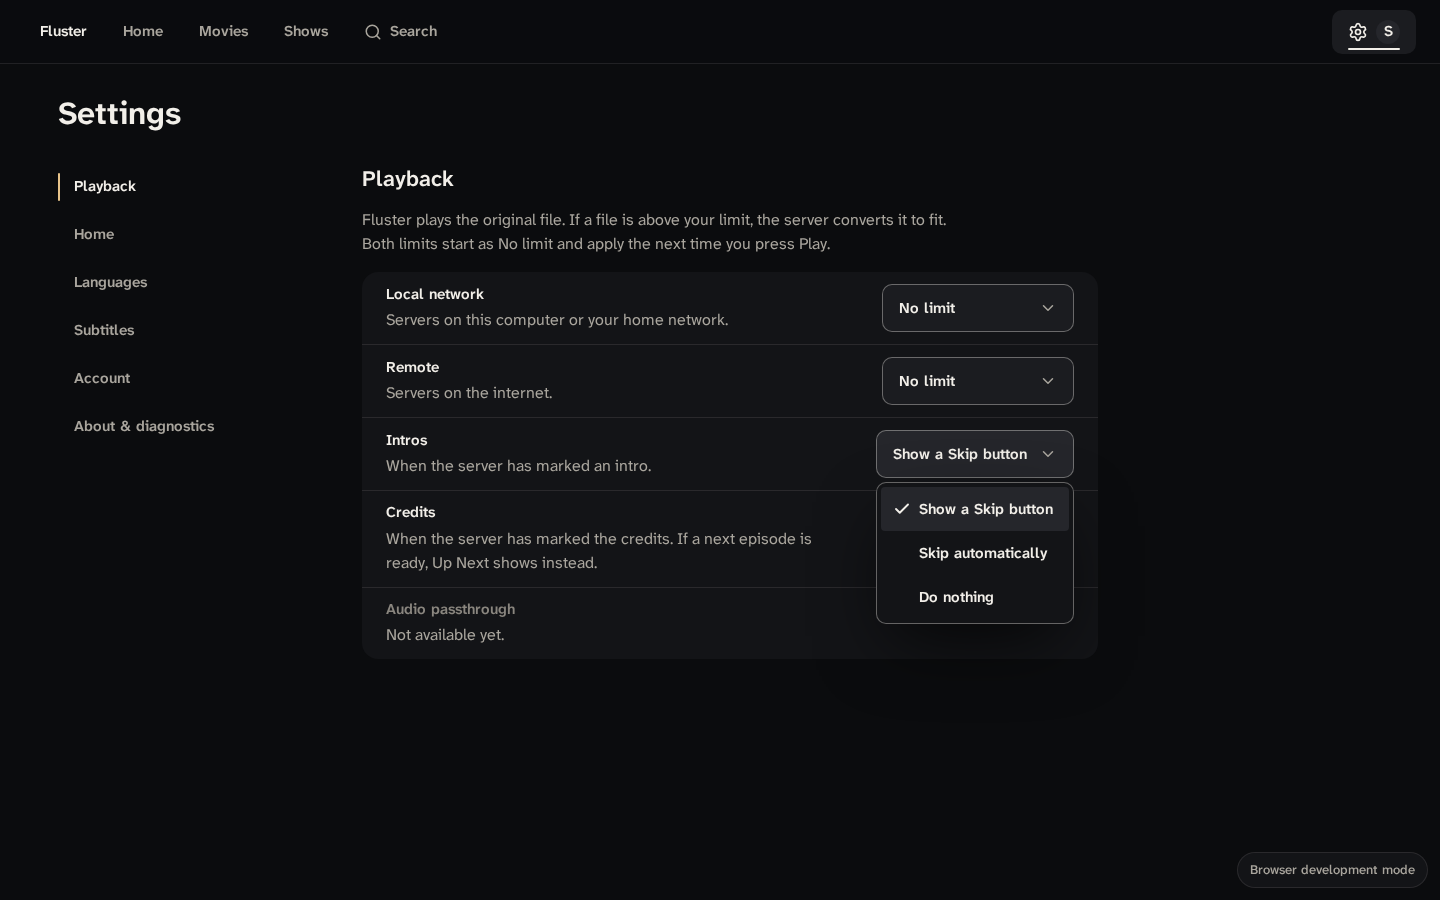 Fluster
Home
Movies
Shows
Search
S
Settings
Playback
Home
Languages
Subtitles
Account
About & diagnostics
Playback
Fluster plays the original file. If a file is above your limit, the server converts it to fit.
Both limits start as No limit and apply the next time you press Play.
Local network
Servers on this computer or your home network.
No limit
Remote
Servers on the internet.
No limit
Intros
When the server has marked an intro.
Show a Skip button
Show a Skip button
Skip automatically
Do nothing
Credits
When the server has marked the credits. If a next episode is
ready, Up Next shows instead.
Audio passthrough
Not available yet.
Browser development mode